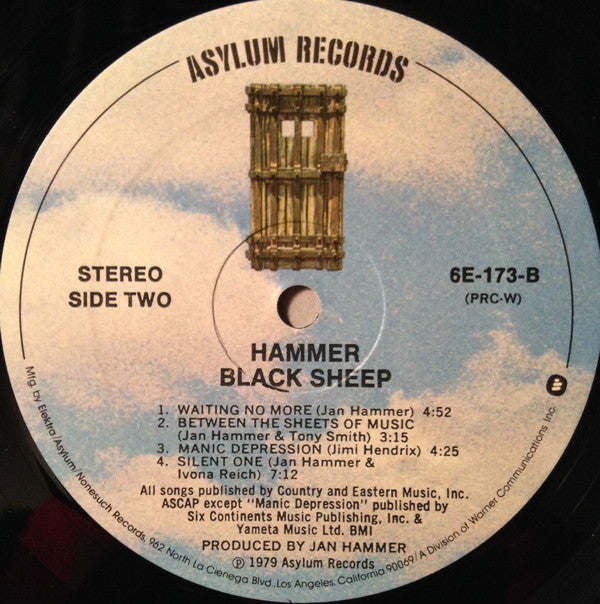 ASYLUM RECORDS
STEREO
SIDE TWO
6E-173-B
(PRC-W)
HAMMER
BLACK SHEEP
1. WAITING NO MORE (Jan Hammer) 4:52
2. BETWEEN THE SHEETS OF MUSIC
(Jan Hammer & Tony Smith) 3:15
3. MANIC DEPRESSION (Jimi Hendrix) 4:25
4. SILENT ONE (Jan Hammer &
Ivona Reich) 7:12
All songs published by Country and Eastern Music, Inc.
ASCAP except "Manic Depression" published by
Six Continents Music Publishing, Inc. &
Yameta Music Ltd. BMI
PRODUCED BY JAN HAMMER
Ⓟ 1979 Asylum Records
Mfg. by Elektra/Asylum/Nonesuch Records, 962 North La Cienega Blvd., Los Angeles, California 90069/A Division of Warner Communications Inc.